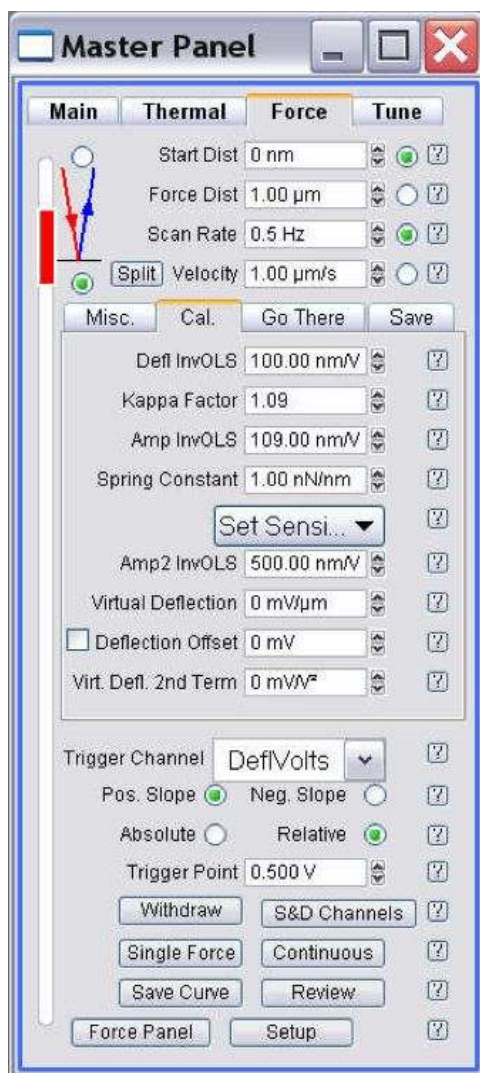 Master Panel
Main Thermal Force Tune
Start Dist 0 nm ?
Force Dist 1.00 µm ?
Scan Rate 0.5 Hz ?
Split Velocity 1.00 µm/s ?
Misc. Cal. Go There Save
Defl InvOLS 100.00 nm/V ?
Kappa Factor 1.09 ?
Amp InvOLS 109.00 nm/V ?
Spring Constant 1.00 nN/nm ?
Set Sensi... ?
Amp2 InvOLS 500.00 nm/V ?
Virtual Deflection 0 mV/µm ?
Deflection Offset 0 mV ?
Virt. Defl. 2nd Term 0 mV/V² ?
Trigger Channel DeflVolts ?
Pos. Slope Neg. Slope ?
Absolute Relative ?
Trigger Point 0.500 V ?
Withdraw S&D Channels ?
Single Force Continuous ?
Save Curve Review ?
Force Panel Setup ?